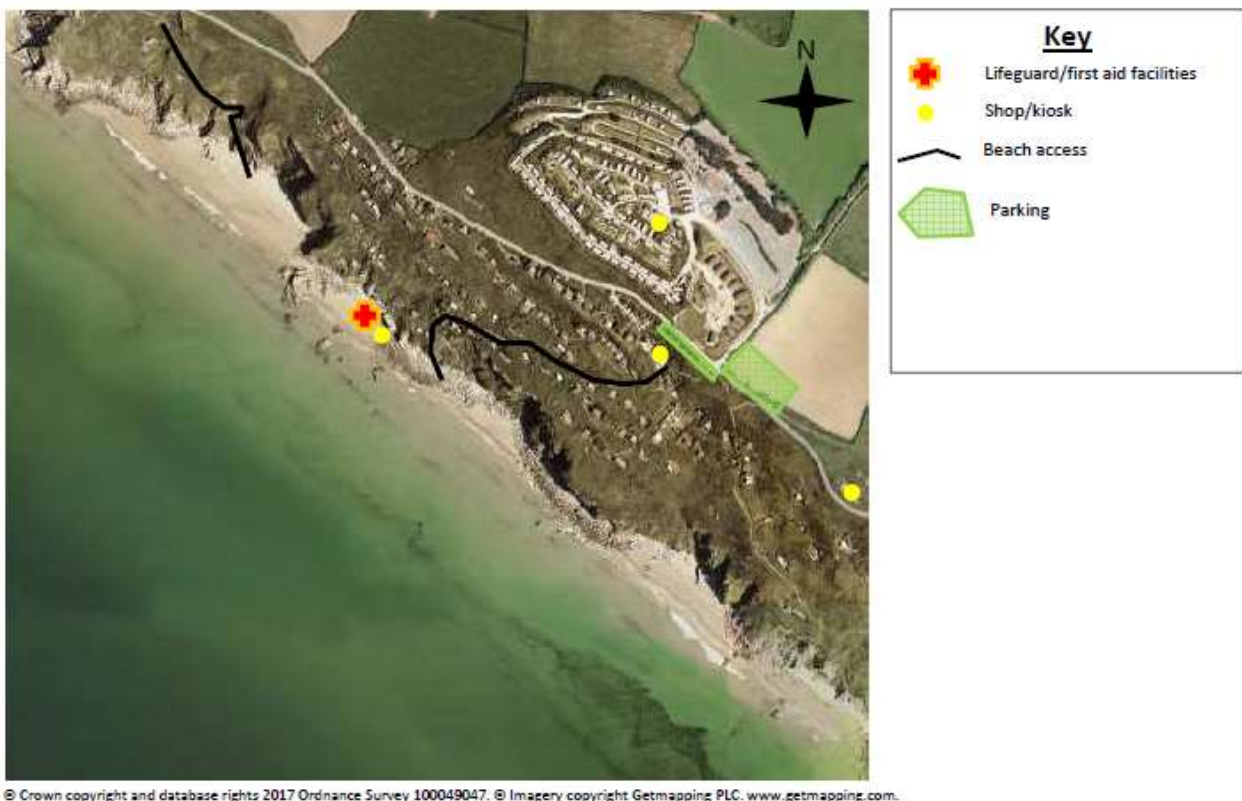 N
Key
Lifeguard/first aid facilities
Shop/kiosk
Beach access
Parking
© Crown copyright and database rights 2017 Ordnance Survey 100049047. © Imagery copyright Getmapping PLC. www.getmapping.com.